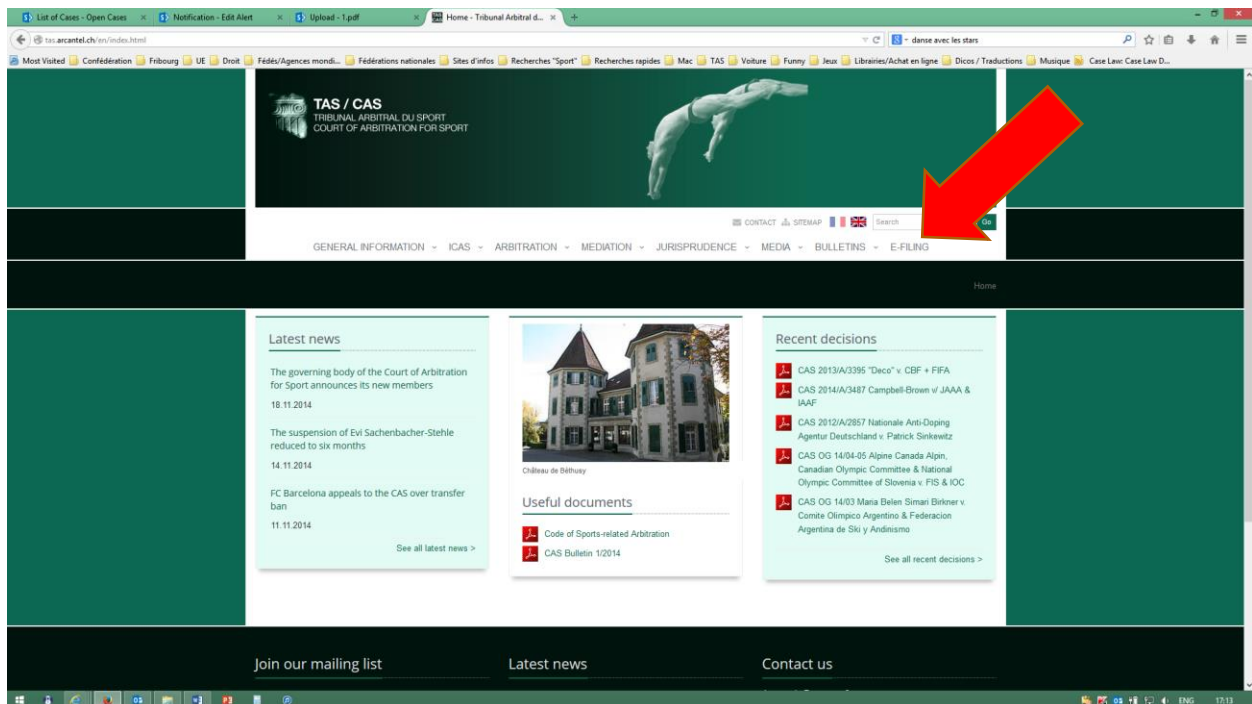 List of Cases - Open Cases
Notification - Edit Alert
Upload - 1.pdf
Home - Tribunal Arbitral d...
tas.arcantel.ch/en/index.html
danse avec les stars
Most Visited Confédération Fribourg UE Droit Fédés/Agences mondi... Fédérations nationales Sites d'infos Recherches "Sport" Recherches rapides Mac TAS Voiture Funny Jeux Librairies/Achat en ligne Dicos / Traductions Musique Case Law: Case Law D...
TAS / CAS
TRIBUNAL ARBITRAL DU SPORT
COURT OF ARBITRATION FOR SPORT
CONTACT SITEMAP Search Go
GENERAL INFORMATION ICAS ARBITRATION MEDIATION JURISPRUDENCE MEDIA BULLETINS E-FILING
Home
Latest news
The governing body of the Court of Arbitration
for Sport announces its new members
18.11.2014
The suspension of Evi Sachenbacher-Stehle
reduced to six months
14.11.2014
FC Barcelona appeals to the CAS over transfer
ban
11.11.2014
See all latest news >
Château de Béthusy
Useful documents
Code of Sports-related Arbitration
CAS Bulletin 1/2014
Recent decisions
CAS 2013/A/3395 "Deco" v. CBF + FIFA
CAS 2014/A/3487 Campbell-Brown v/ JAAA &
IAAF
CAS 2012/A/2857 Nationale Anti-Doping
Agentur Deutschland v. Patrick Sinkewitz
CAS OG 14/04-05 Alpine Canada Alpin,
Canadian Olympic Committee & National
Olympic Committee of Slovenia v. FIS & IOC
CAS OG 14/03 Maria Belen Simari Birkner v.
Comite Olimpico Argentino & Federacion
Argentina de Ski y Andinismo
See all recent decisions >
Join our mailing list
Latest news
Contact us
ENG 17:13